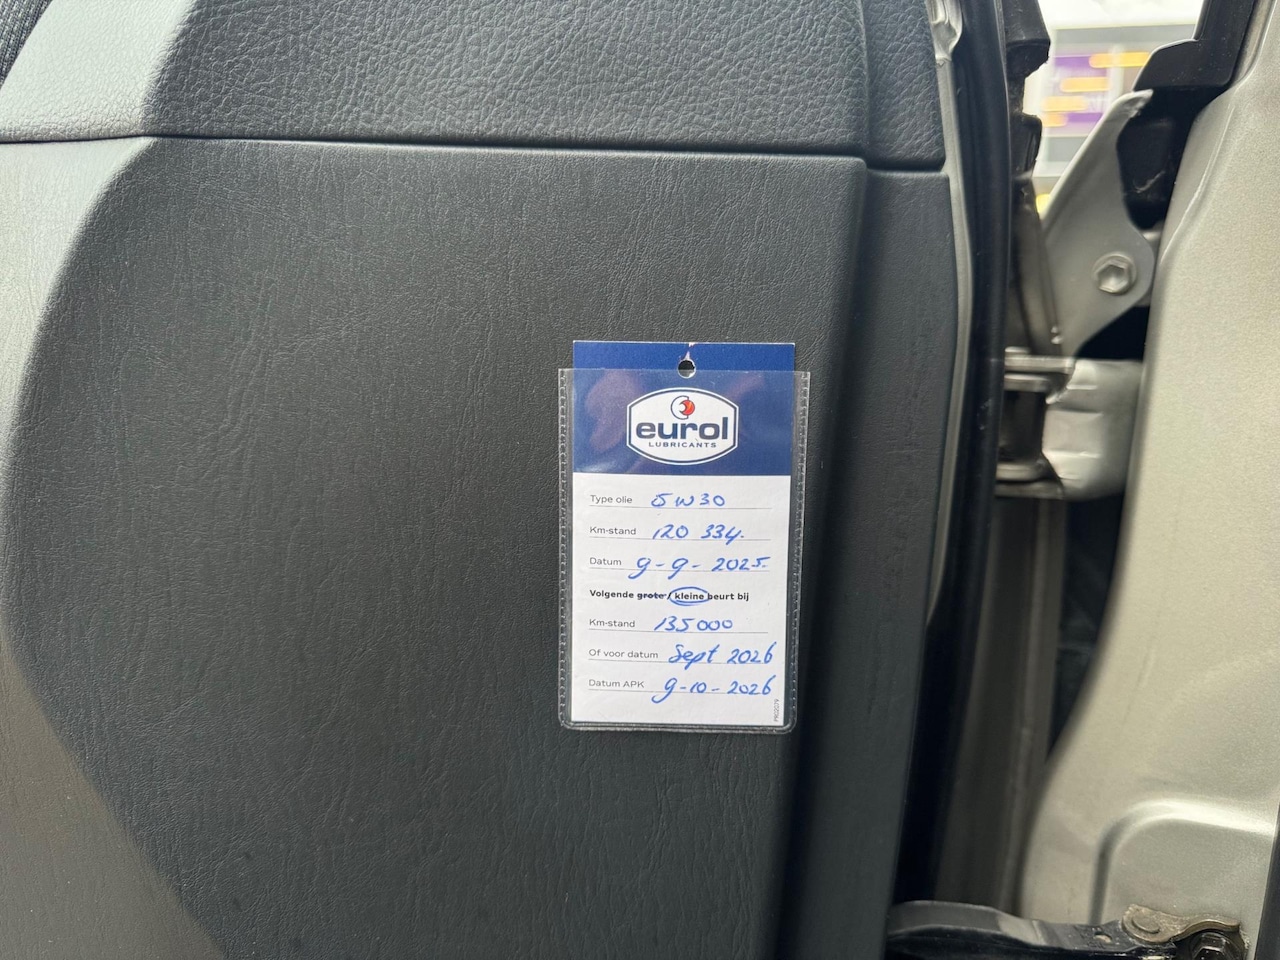 eurol
LUBRICANTS
Type olie 5W30
Km-stand 120 334.
Datum 9-9-2025.
Volgende grote / kleine beurt bij
Km-stand 135000
Of voor datum Sept 2026
Datum APK 9-10-2026